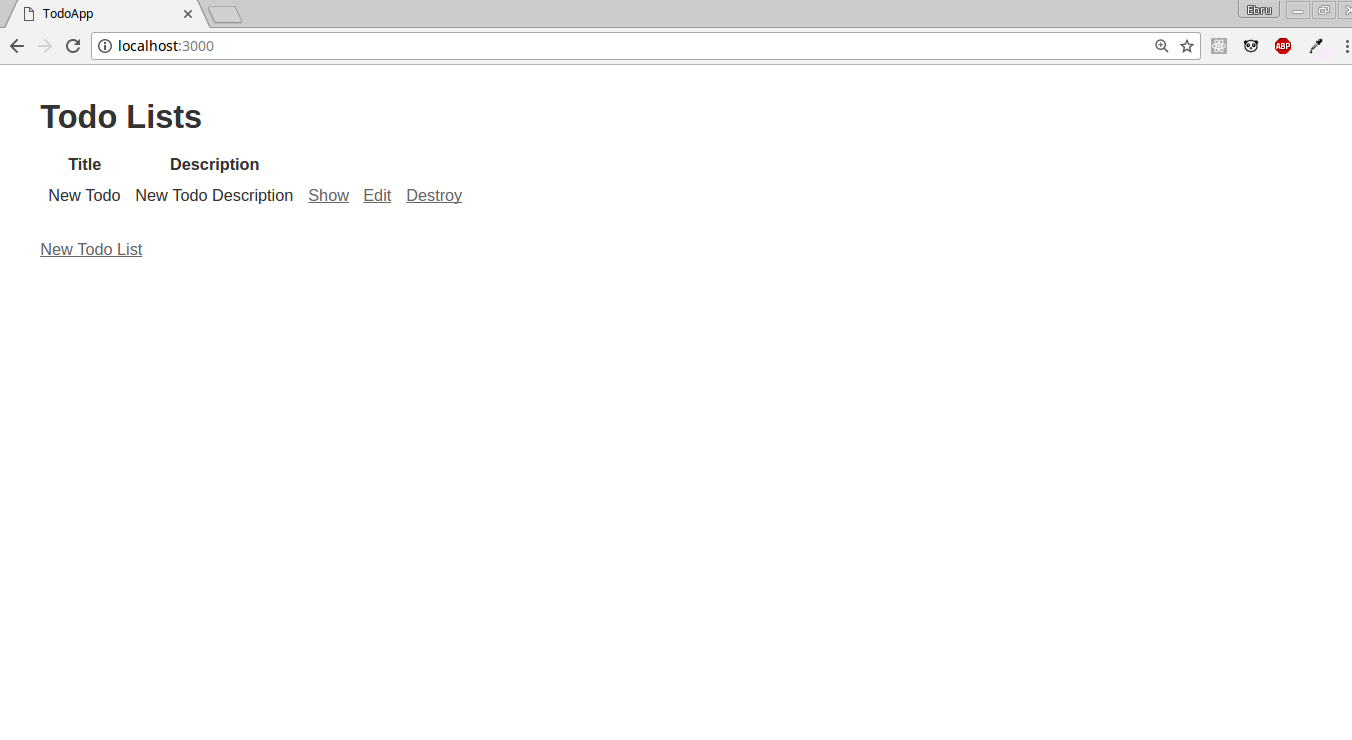 TodoApp
Ebru
localhost:3000
ABP
Todo Lists
Title Description
New Todo New Todo Description Show Edit Destroy
New Todo List